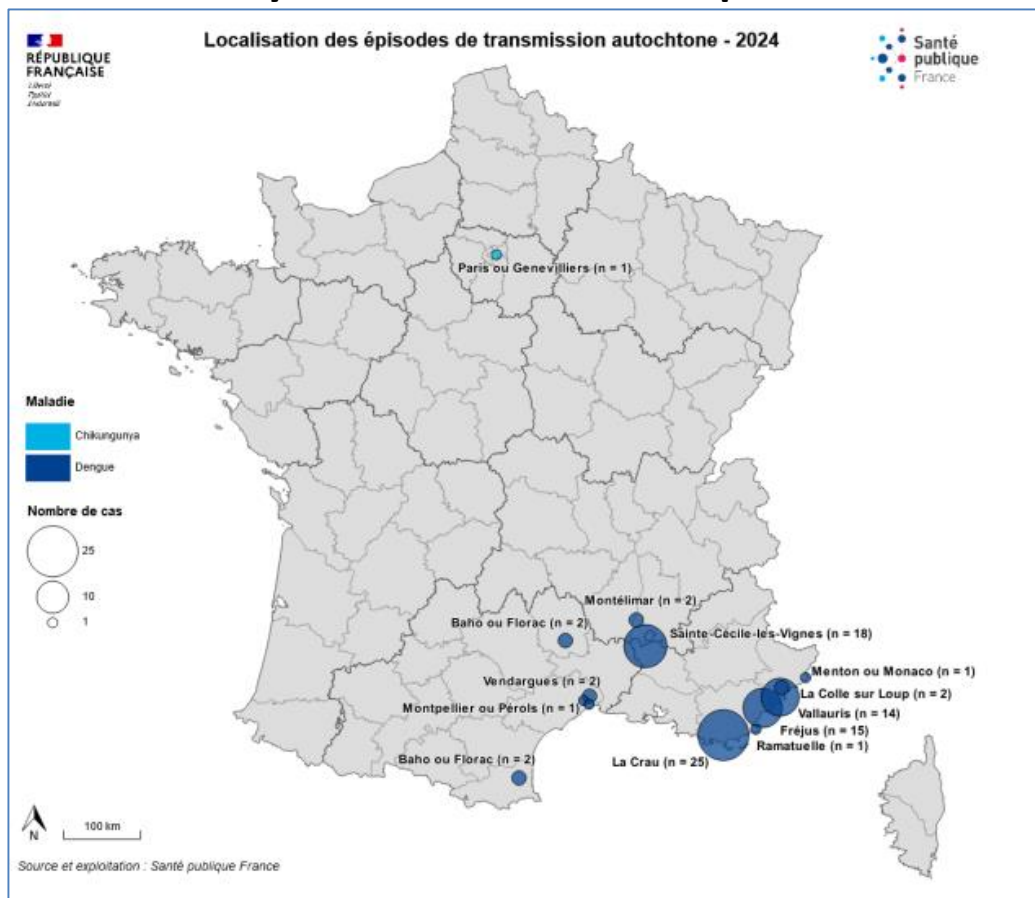 Localisation des épisodes de transmission autochtone - 2024
RÉPUBLIQUE
FRANÇAISE
Liberté
Égalité
Fraternité
Santé
publique
France
Paris ou Genevilliers (n = 1)
Maladie
Chikungunya
Dengue
Nombre de cas
25
10
1
Montélimar (n = 2)
Baho ou Florac (n = 2)
Sainte-Cécile-les-Vignes (n = 18)
Menton ou Monaco (n = 1)
Vendargues (n = 2)
La Colle sur Loup (n = 2)
Montpellier ou Pérols (n = 1)
Vallauris (n = 14)
Fréjus (n = 15)
Ramatuelle (n = 1)
Baho ou Florac (n = 2)
La Crau (n = 25)
N
100 km
Source et exploitation : Santé publique France